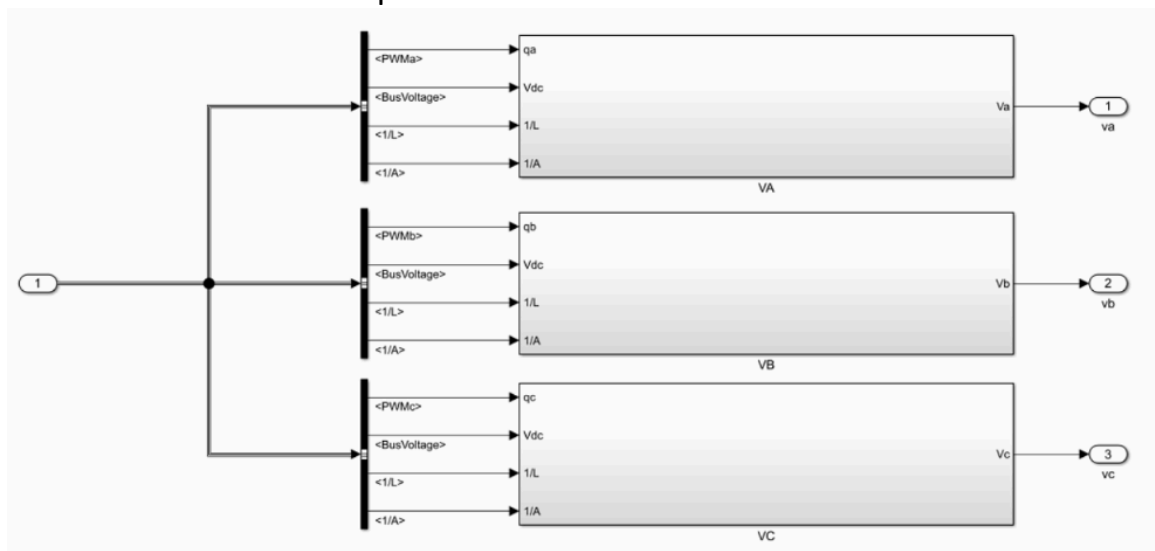 <PWMa>
<BusVoltage>
<1/L>
<1/A>
qa
Vdc
1/L
1/A
Va
VA
1
va
1
<PWMb>
<BusVoltage>
<1/L>
<1/A>
qb
Vdc
1/L
1/A
Vb
VB
2
vb
<PWMc>
<BusVoltage>
<1/L>
<1/A>
qc
Vdc
1/L
1/A
Vc
VC
3
vc